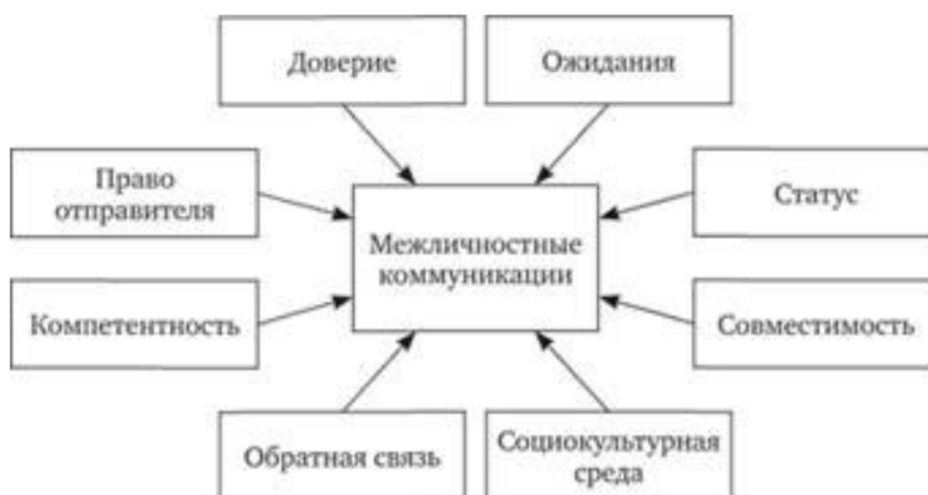 Доверие
Ожидания
Право
отправителя
Статус
Межличностные
коммуникации
Компетентность
Совместимость
Обратная связь
Социокультурная
среда